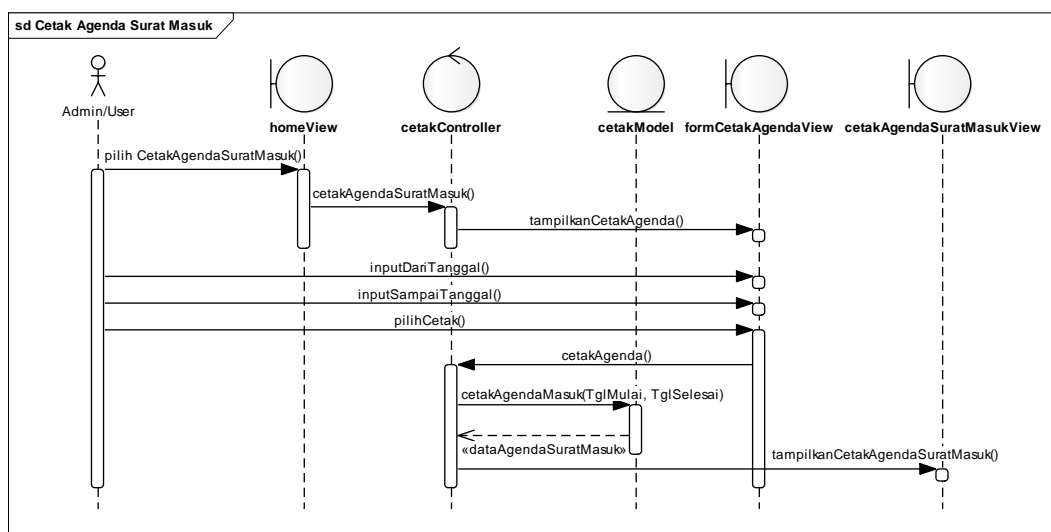 sd Cetak Agenda Surat Masuk
Admin/User
homeView
cetakController
cetakModel
formCetakAgendaView
cetakAgendaSuratMasukView
pilih CetakAgendaSuratMasuk()
cetakAgendaSuratMasuk()
tampilkanCetakAgenda()
inputDariTanggal()
inputSampaiTanggal()
pilihCetak()
cetakAgenda()
cetakAgendaMasuk(TglMulai, TglSelesai)
«dataAgendaSuratMasuk»
tampilkanCetakAgendaSuratMasuk()